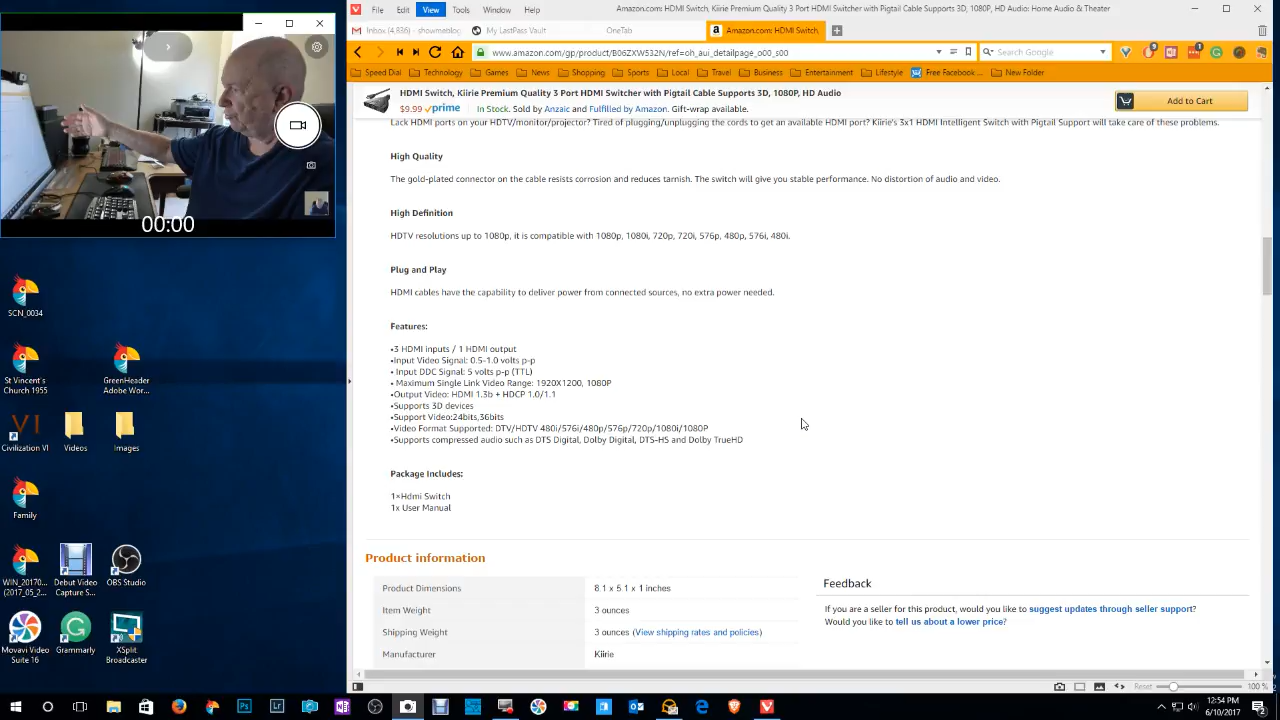 File Edit View Tools Window
Amazon.com: HDMI Switch, Kiirie Premium Quality 3 Port HDMI Switcher with Pigtail Cable Supports 3D, 1080P, HD Audio: Home Audio & Theater
Inbox (4,836) - showmeblog
My LastPass Vault
OneTab
Amazon.com: HDMI Switch,
www.amazon.com/gp/product/B06ZXW532N/ref=oh_aui_detailpage_o00_s00
Search Google
Speed Dial Technology Games News Shopping Sports Local Travel Business Entertainment Lifestyle Free Facebook ... New Folder
HDMI Switch, Kiirie Premium Quality 3 Port HDMI Switcher with Pigtail Cable Supports 3D, 1080P, HD Audio
$9.99 prime In Stock. Sold by Anzaic and Fulfilled by Amazon. Gift-wrap available.
Add to Cart
Lack HDMI ports on your HDTV/monitor/projector? Tired of plugging/unplugging the cords to get an available HDMI port? Kiirie's 3x1 HDMI Intelligent Switch with Pigtail Support will take care of these problems.
High Quality
The gold-plated connector on the cable resists corrosion and reduces tarnish. The switch will give you stable performance. No distortion of audio and video.
High Definition
HDTV resolutions up to 1080p, it is compatible with 1080p, 1080i, 720p, 720i, 576p, 480p, 576i, 480i.
Plug and Play
HDMI cables have the capability to deliver power from connected sources, no extra power needed.
Features:
•3 HDMI inputs / 1 HDMI output
•Input Video Signal: 0.5-1.0 volts p-p
• Input DDC Signal: 5 volts p-p (TTL)
• Maximum Single Link Video Range: 1920X1200, 1080P
•Output Video: HDMI 1.3b + HDCP 1.0/1.1
•Supports 3D devices
•Support Video:24bits,36bits
•Video Format Supported: DTV/HDTV 480i/576i/480p/576p/720p/1080i/1080P
•Supports compressed audio such as DTS Digital, Dolby Digital, DTS-HS and Dolby TrueHD
Package Includes:
1×Hdmi Switch
1x User Manual
Product information
Product Dimensions 8.1 x 5.1 x 1 inches
Item Weight 3 ounces
Shipping Weight 3 ounces (View shipping rates and policies)
Manufacturer Kiirie
Feedback
If you are a seller for this product, would you like to suggest updates through seller support?
Would you like to tell us about a lower price?
Reset 100 %
00:00
SCN_0034
St Vincent's
Church 1955
GreenHeader
Adobe Wor...
Civilization VI
Videos
Images
Family
WIN_20170...
(2017_05_2...
Debut Video
Capture S...
OBS Studio
Movavi Video
Suite 16
Grammarly
XSplit
Broadcaster
12:54 PM
6/10/2017